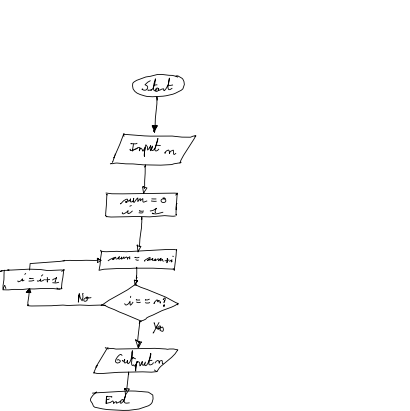 Start
Input n
sum = 0
i = 1
sum = sum+i
i = i+1
No
i == n?
Yes
Output n
End